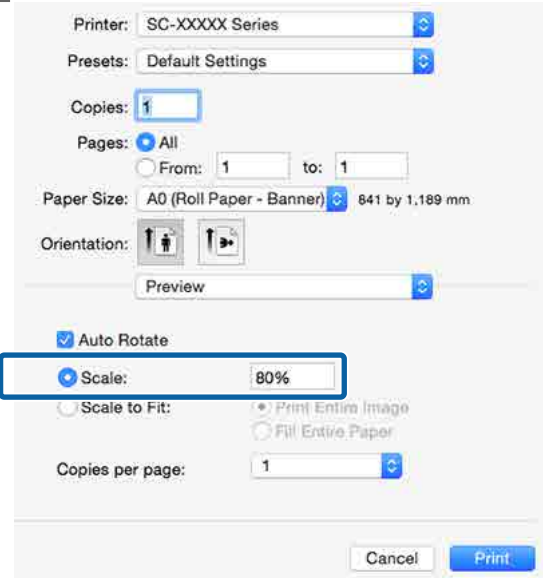 Printer: SC-XXXXX Series
Presets: Default Settings
Copies: 1
Pages: All
From: 1 to: 1
Paper Size: A0 (Roll Paper - Banner) 841 by 1,189 mm
Orientation:
Preview
Auto Rotate
Scale: 80%
Scale to Fit: Print Entire Image
Fill Entire Paper
Copies per page: 1
Cancel Print